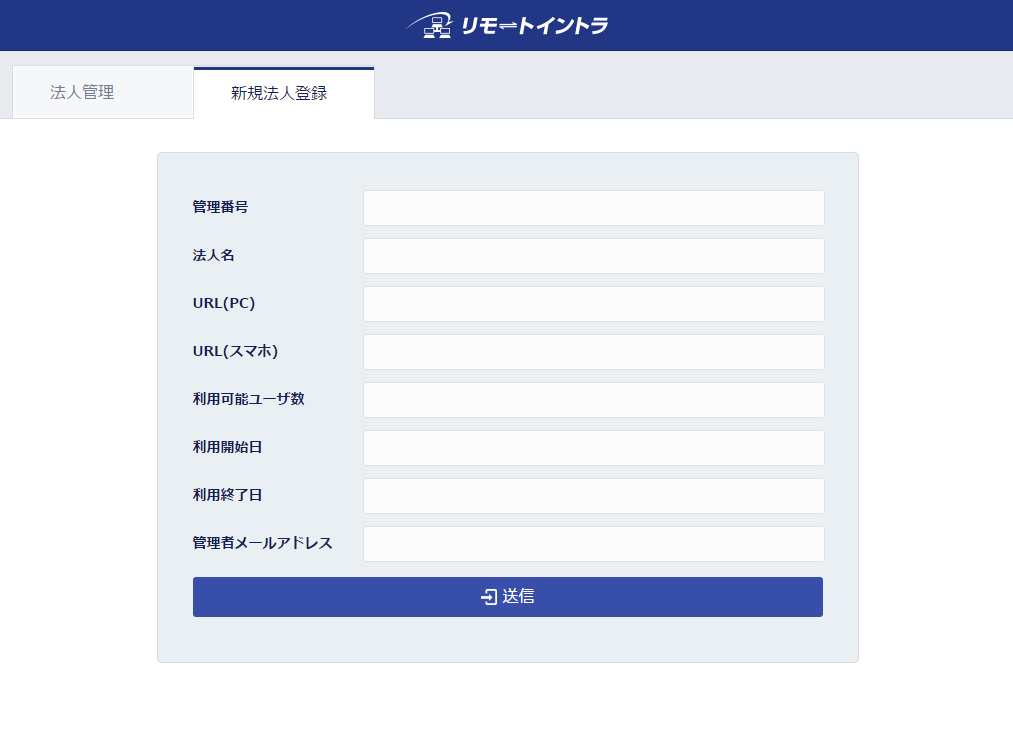 リモートイントラ
法人管理
新規法人登録
管理番号
法人名
URL(PC)
URL(スマホ)
利用可能ユーザ数
利用開始日
利用終了日
管理者メールアドレス
送信